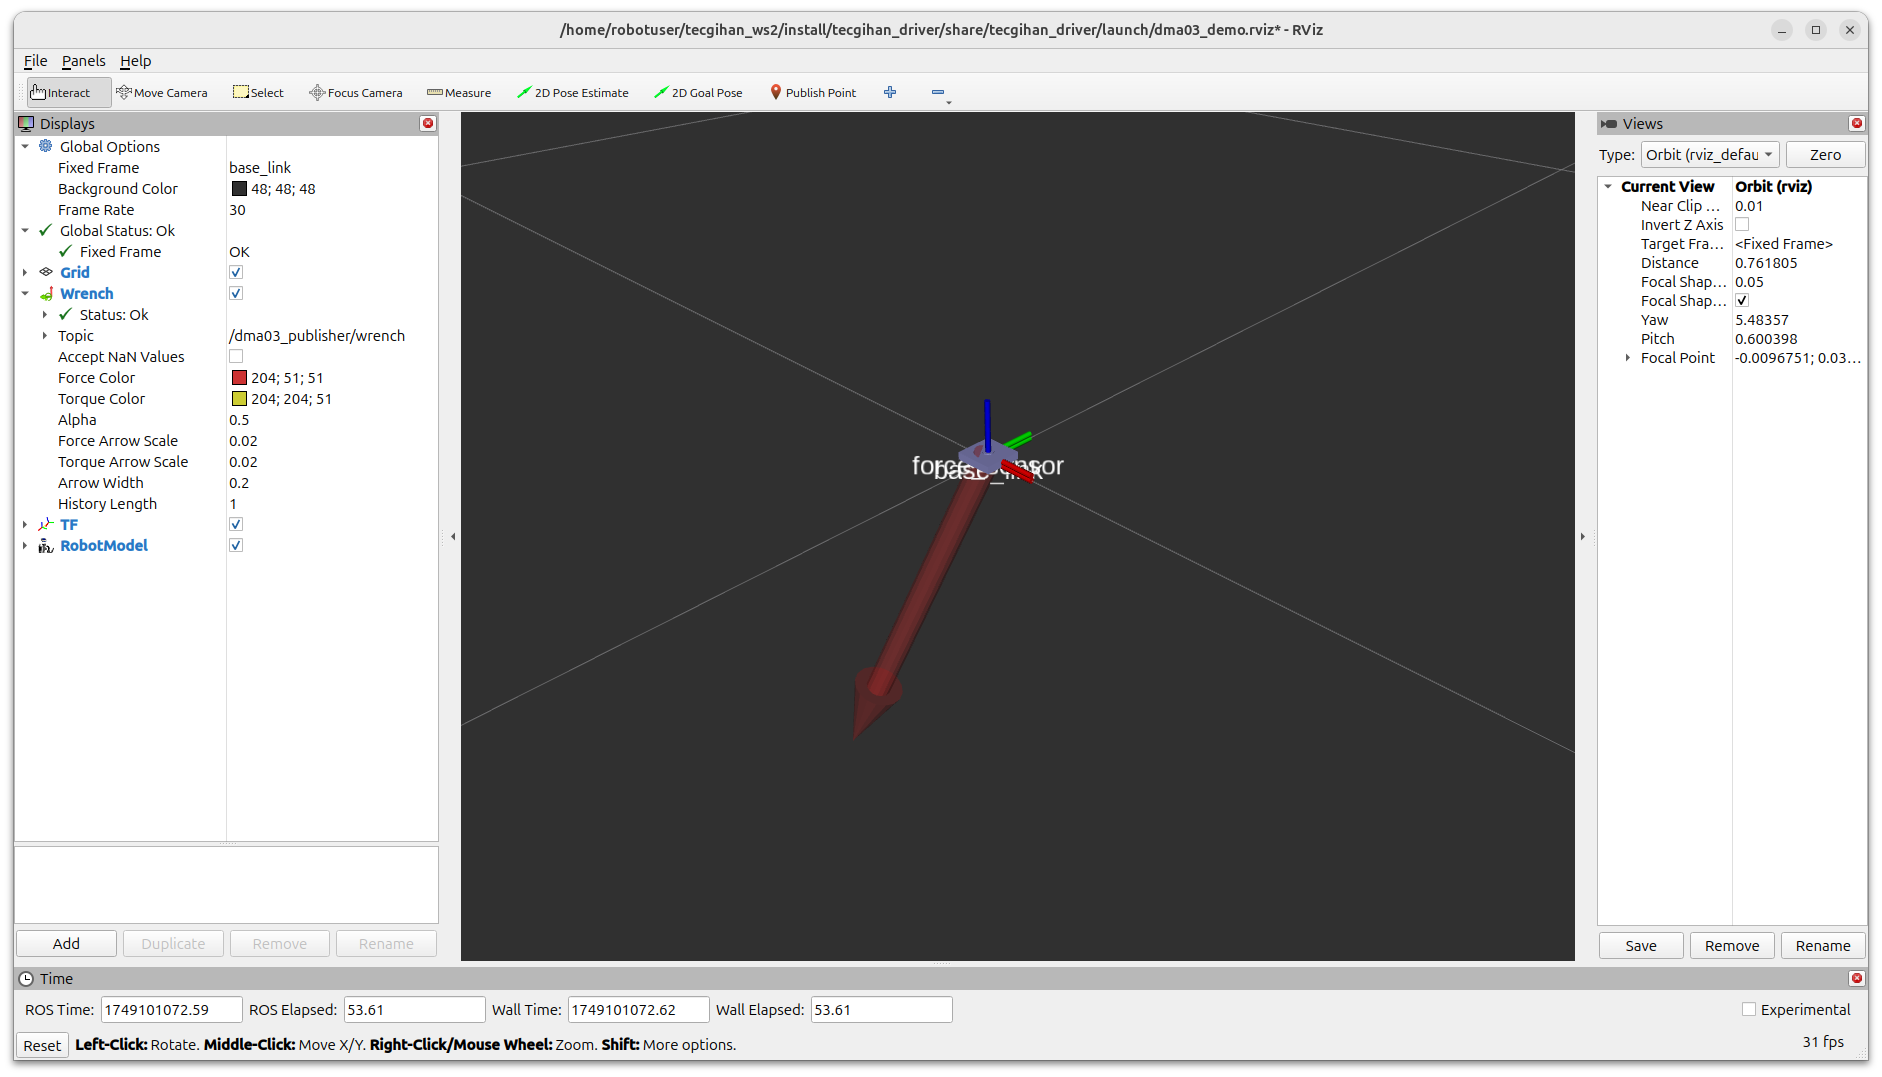 /home/robotuser/tecgihan_ws2/install/tecgihan_driver/share/tecgihan_driver/launch/dma03_demo.rviz* - RViz
File Panels Help
Interact Move Camera Select Focus Camera Measure 2D Pose Estimate 2D Goal Pose Publish Point
Displays
Global Options
Fixed Frame base_link
Background Color 48; 48; 48
Frame Rate 30
Global Status: Ok
Fixed Frame OK
Grid
Wrench
Status: Ok
Topic /dma03_publisher/wrench
Accept NaN Values
Force Color 204; 51; 51
Torque Color 204; 204; 51
Alpha 0.5
Force Arrow Scale 0.02
Torque Arrow Scale 0.02
Arrow Width 0.2
History Length 1
TF
RobotModel
Add Duplicate Remove Rename
base_link
Views
Type: Orbit (rviz_defau Zero
Current View Orbit (rviz)
Near Clip ... 0.01
Invert Z Axis
Target Fra... <Fixed Frame>
Distance 0.761805
Focal Shap... 0.05
Focal Shap...
Yaw 5.48357
Pitch 0.600398
Focal Point -0.0096751; 0.03...
Save Remove Rename
Time
ROS Time: 1749101072.59 ROS Elapsed: 53.61 Wall Time: 1749101072.62 Wall Elapsed: 53.61 Experimental
Reset Left-Click: Rotate. Middle-Click: Move X/Y. Right-Click/Mouse Wheel: Zoom. Shift: More options. 31 fps